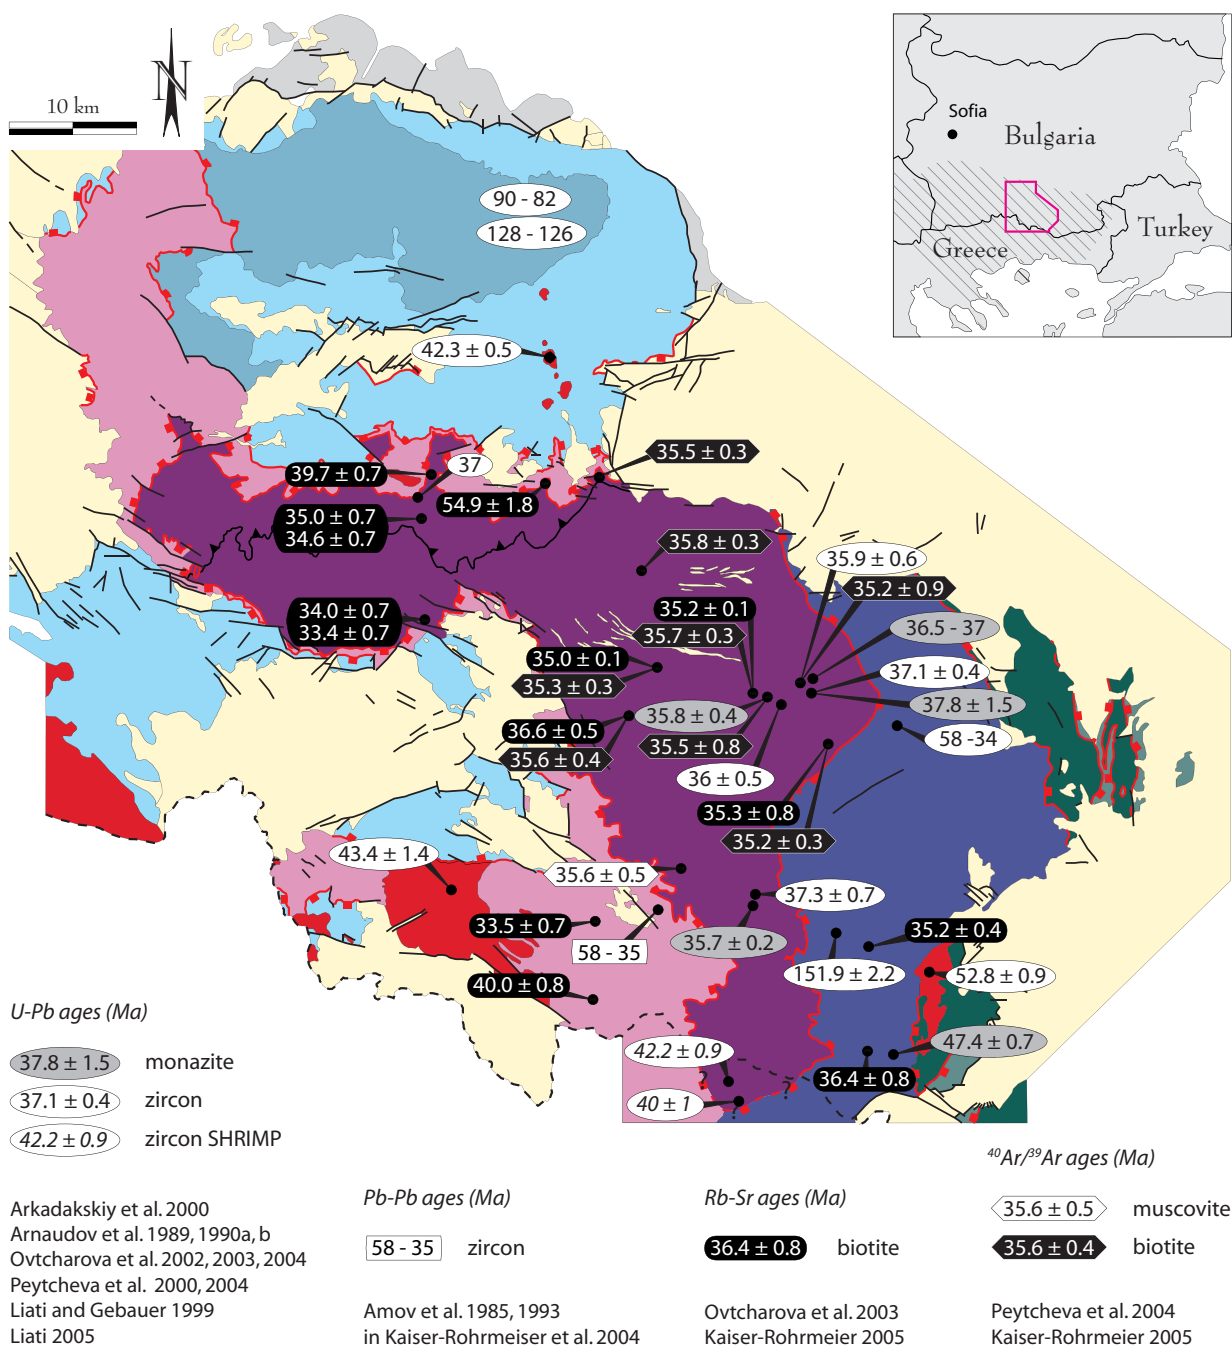 N
10 km
Sofia
Bulgaria
Turkey
Greece
90 - 82
128 - 126
42.3 ± 0.5
35.5 ± 0.3
39.7 ± 0.7
37
54.9 ± 1.8
35.0 ± 0.7
34.6 ± 0.7
35.8 ± 0.3
35.9 ± 0.6
35.2 ± 0.9
34.0 ± 0.7
33.4 ± 0.7
35.2 ± 0.1
35.7 ± 0.3
36.5 - 37
35.0 ± 0.1
35.3 ± 0.3
37.1 ± 0.4
37.8 ± 1.5
35.8 ± 0.4
36.6 ± 0.5
35.6 ± 0.4
35.5 ± 0.8
58 -34
36 ± 0.5
35.3 ± 0.8
35.2 ± 0.3
43.4 ± 1.4
35.6 ± 0.5
37.3 ± 0.7
33.5 ± 0.7
58 - 35
35.7 ± 0.2
35.2 ± 0.4
151.9 ± 2.2
52.8 ± 0.9
40.0 ± 0.8
47.4 ± 0.7
42.2 ± 0.9
36.4 ± 0.8
40 ± 1
?
?
?
?
U-Pb ages (Ma)
37.8 ± 1.5 monazite
37.1 ± 0.4 zircon
42.2 ± 0.9 zircon SHRIMP
Arkadakskiy et al. 2000
Arnaudov et al. 1989, 1990a, b
Ovtcharova et al. 2002, 2003, 2004
Peytcheva et al. 2000, 2004
Liati and Gebauer 1999
Liati 2005
Pb-Pb ages (Ma)
58 - 35 zircon
Amov et al. 1985, 1993
in Kaiser-Rohrmeiser et al. 2004
Rb-Sr ages (Ma)
36.4 ± 0.8 biotite
Ovtcharova et al. 2003
Kaiser-Rohrmeier 2005
⁴⁰Ar/³⁹Ar ages (Ma)
35.6 ± 0.5 muscovite
35.6 ± 0.4 biotite
Peytcheva et al. 2004
Kaiser-Rohrmeier 2005